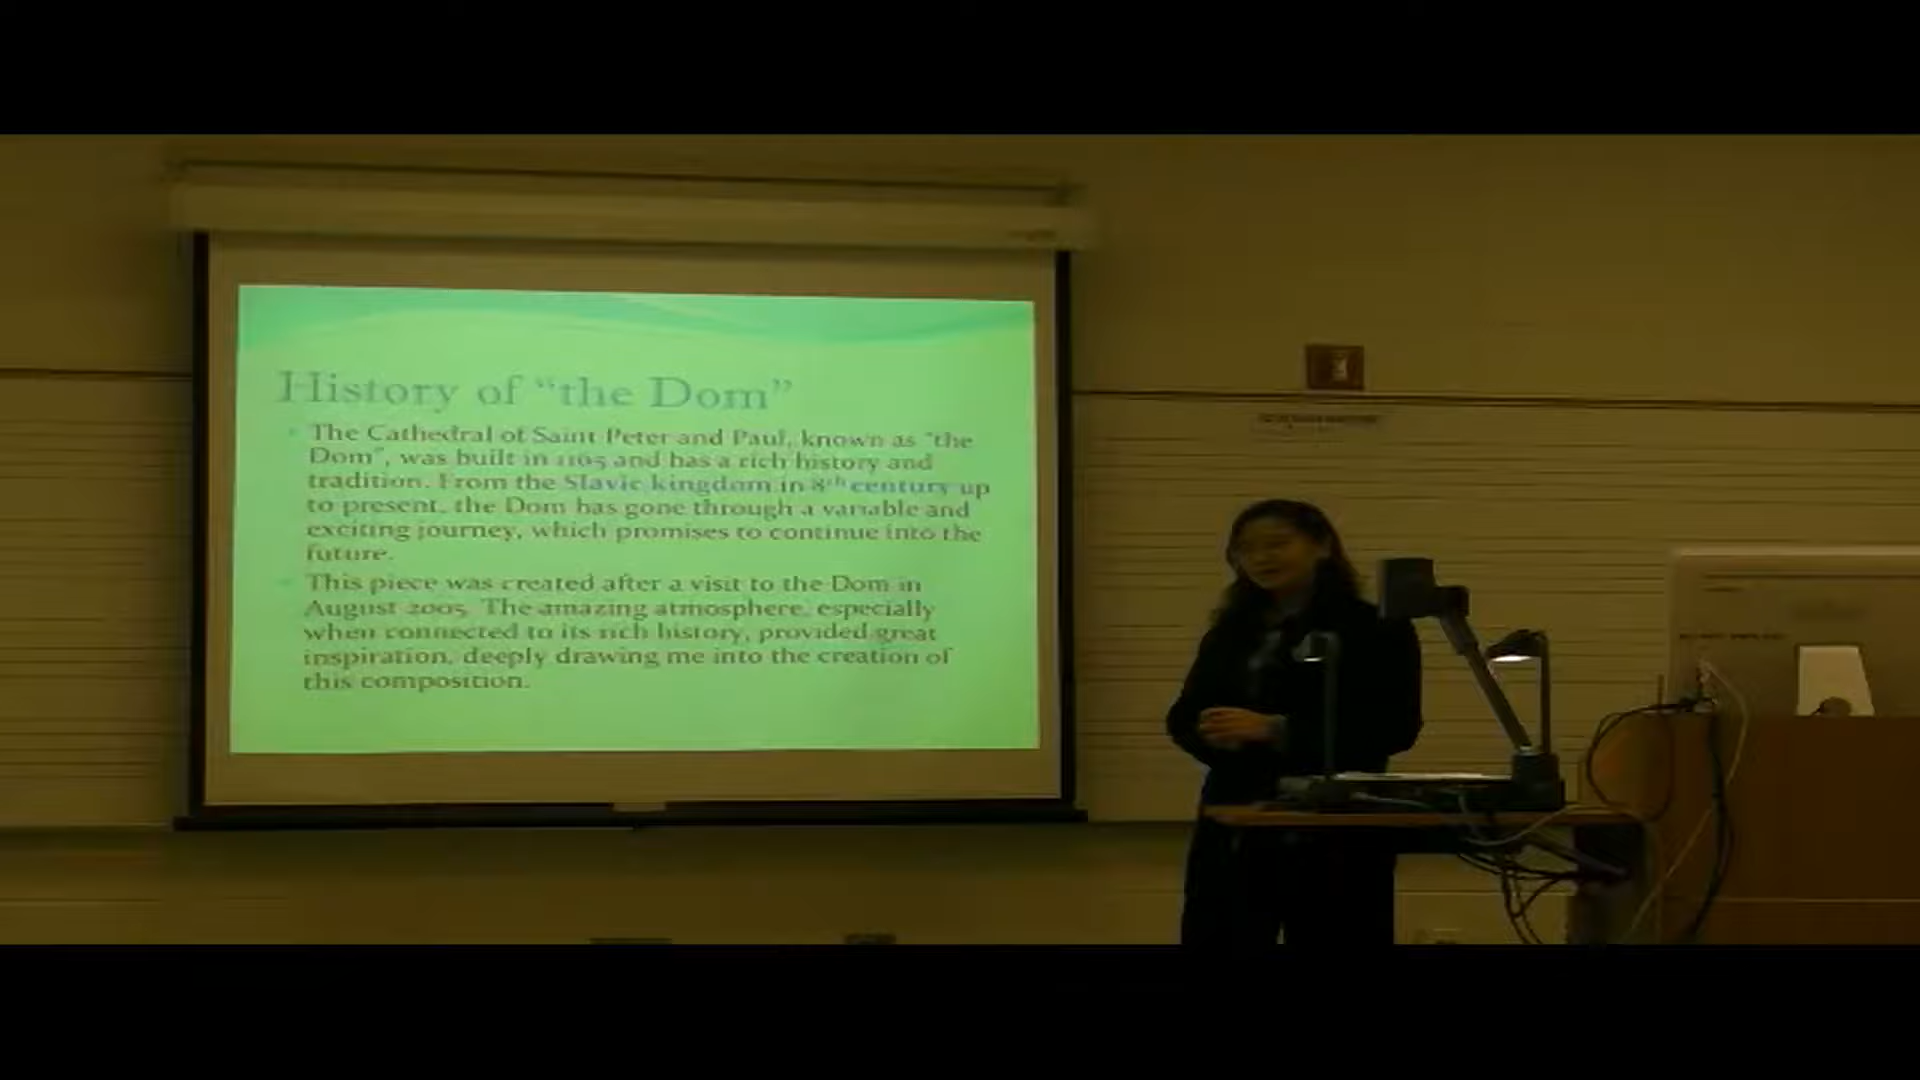 History of “the Dom”
The Cathedral of Saint Peter and Paul, known as "the
Dom", was built in 1105 and has a rich history and
tradition. From the Slavic kingdom in 8th century up
to present, the Dom has gone through a variable and
exciting journey, which promises to continue into the
future.
This piece was created after a visit to the Dom in
August 2005. The amazing atmosphere, especially
when connected to its rich history, provided great
inspiration, deeply drawing me into the creation of
this composition.